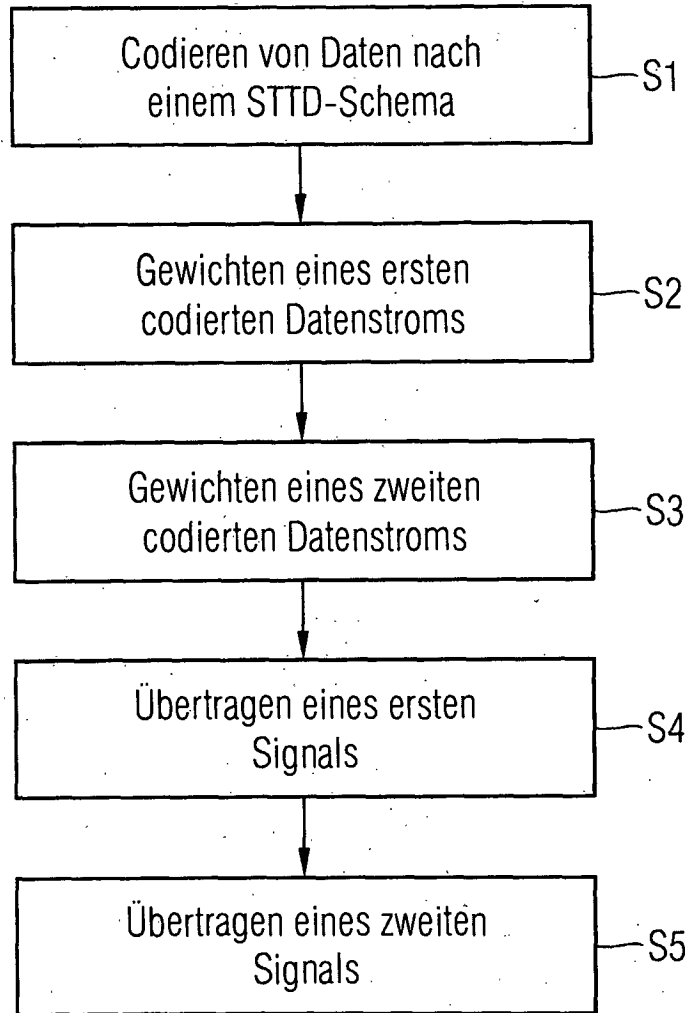 Codieren von Daten nach
einem STTD-Schema
S1
Gewichten eines ersten
codierten Datenstroms
S2
Gewichten eines zweiten
codierten Datenstroms
S3
Übertragen eines ersten
Signals
S4
Übertragen eines zweiten
Signals
S5